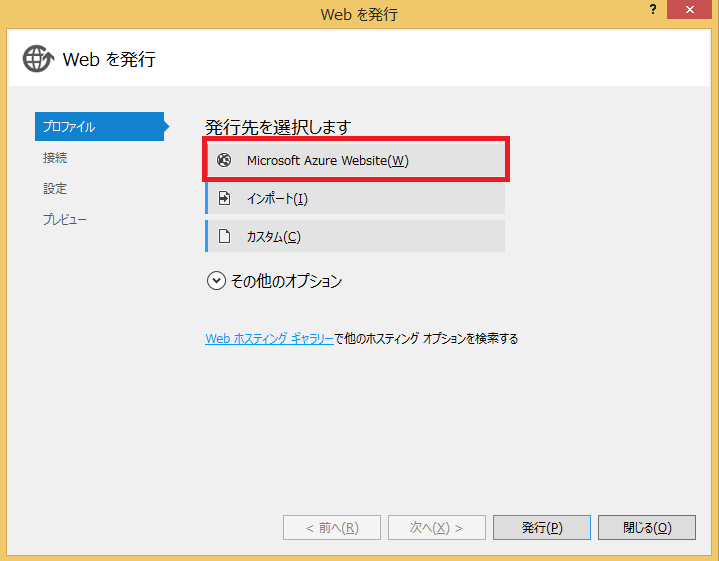 Web を発行
?
Web を発行
プロファイル
接続
設定
プレビュー
発行先を選択します
Microsoft Azure Website(W)
インポート(I)
カスタム(C)
その他のオプション
Web ホスティング ギャラリーで他のホスティング オプションを検索する
< 前へ(R)
次へ(X) >
発行(P)
閉じる(O)